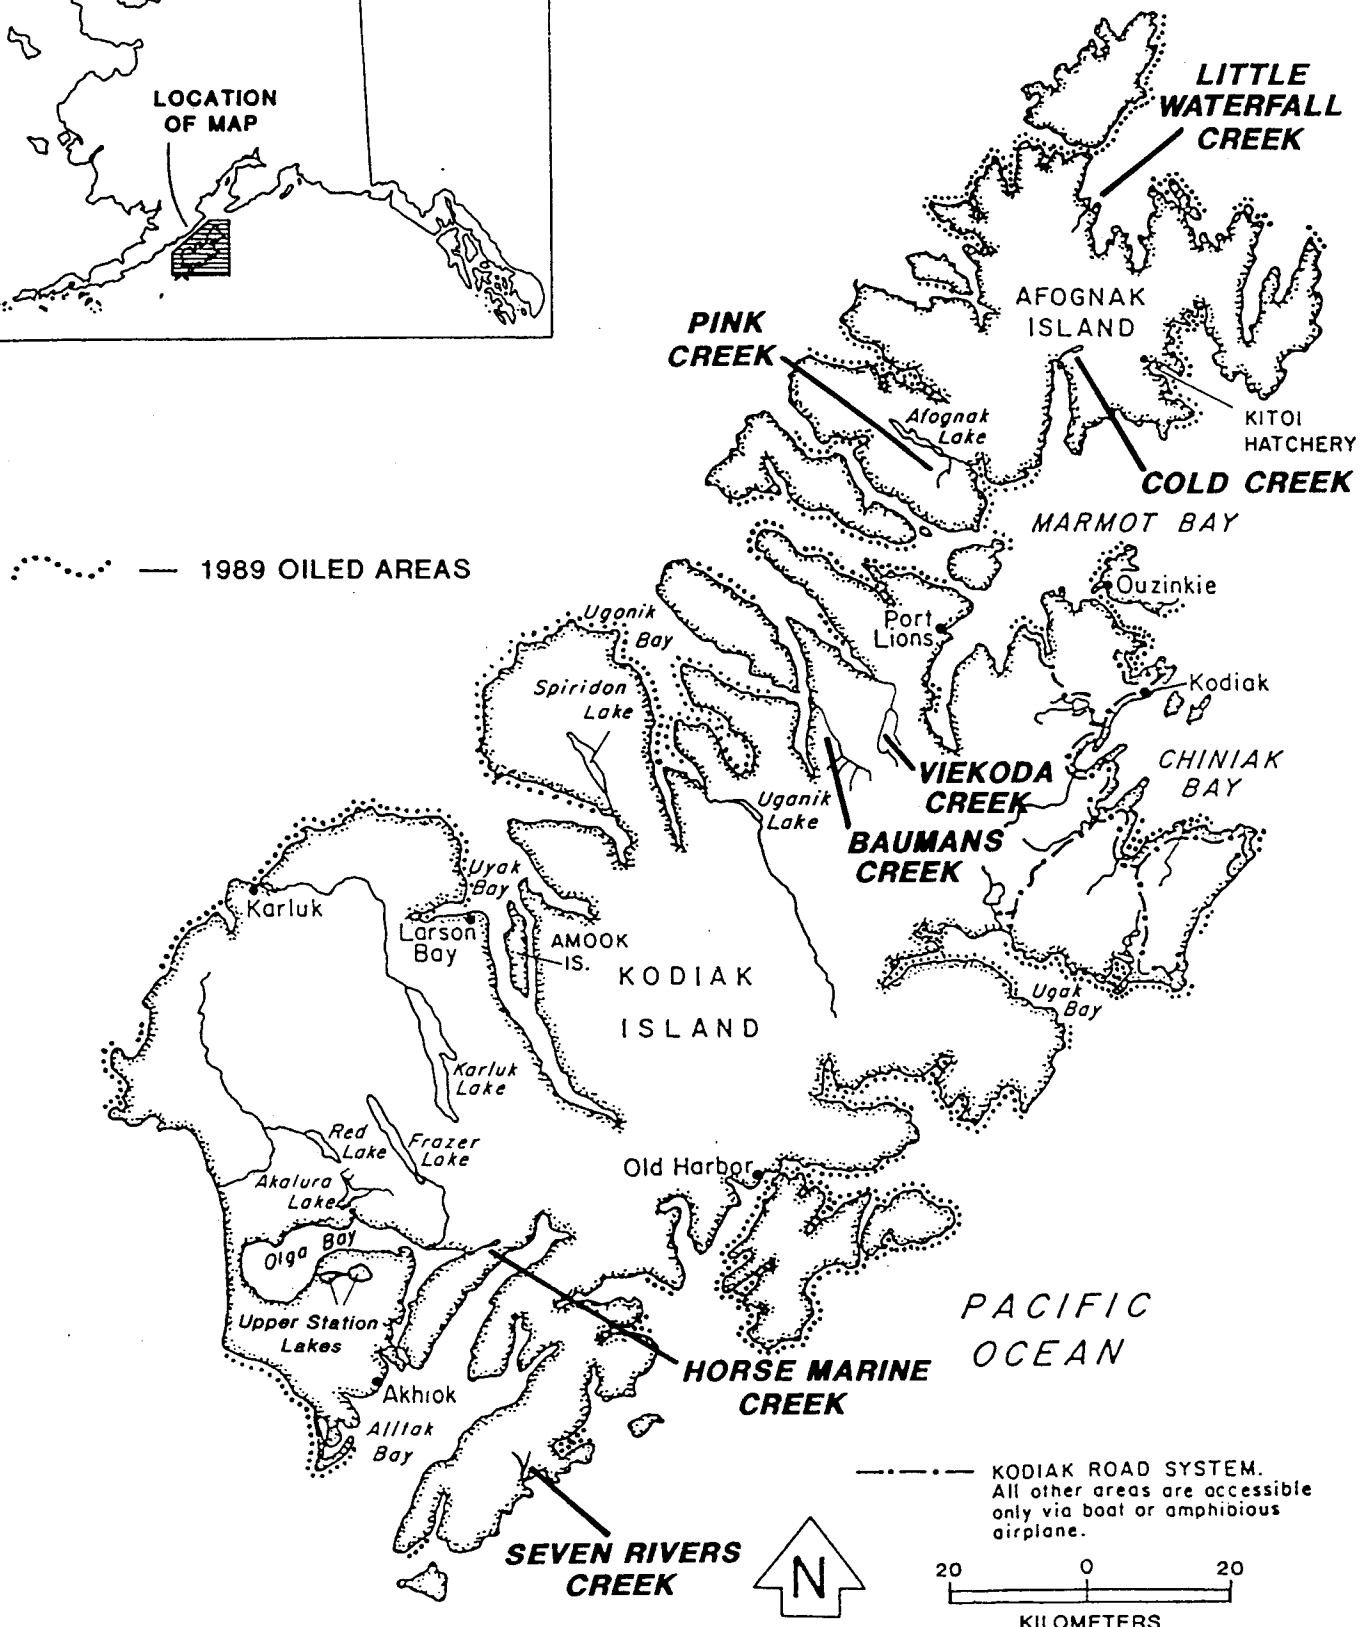 LOCATION
OF MAP
LITTLE
WATERFALL
CREEK
AFOGNAK
ISLAND
PINK
CREEK
Afognak
Lake
KITOI
HATCHERY
COLD CREEK
MARMOT BAY
— 1989 OILED AREAS
Ouzinkie
Uganik
Bay
Port
Lions
Spiridon
Lake
Kodiak
CHINIAK
BAY
VIEKODA
CREEK
Uganik
Lake
BAUMANS
CREEK
Uyak
Bay
Karluk
Larson
Bay
AMOOK
IS.
KODIAK
ISLAND
Ugak
Bay
Karluk
Lake
Red
Lake
Frazer
Lake
Old Harbor
Akalura
Lake
Olga Bay
Upper Station
Lakes
PACIFIC
OCEAN
HORSE MARINE
CREEK
Akhiok
Alitak
Bay
KODIAK ROAD SYSTEM.
All other areas are accessible
only via boat or amphibious
airplane.
SEVEN RIVERS
CREEK
N
20 0 20
KILOMETERS